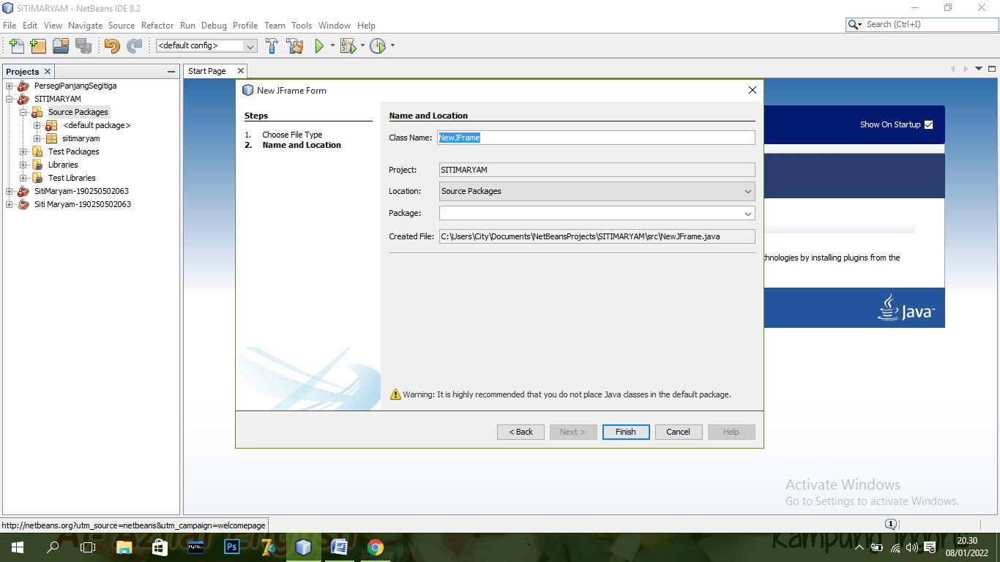 SITIMARYAM - NetBeans IDE 8.2
File Edit View Navigate Source Refactor Run Debug Profile Team Tools Window Help
Search (Ctrl+I)
<default config>
Projects
Start Page
PersegiPanjangSegitiga
SITIMARYAM
Source Packages
<default package>
sitimaryam
Test Packages
Libraries
Test Libraries
SitiMaryam-190250502063
Siti Maryam-190250502063
New JFrame Form
Steps
1. Choose File Type
2. Name and Location
Name and Location
Class Name: NewJFrame
Project: SITIMARYAM
Location: Source Packages
Package:
Created File: C:\Users\City\Documents\NetBeansProjects\SITIMARYAM\src\NewJFrame.java
Warning: It is highly recommended that you do not place Java classes in the default package.
< Back Next > Finish Cancel Help
Show On Startup
hnologies by installing plugins from the
Java
Activate Windows
Go to Settings to activate Windows.
http://netbeans.org?utm_source=netbeans&utm_campaign=welcomepage
1
MySQL
Ps
7
W
20.30
08/01/2022